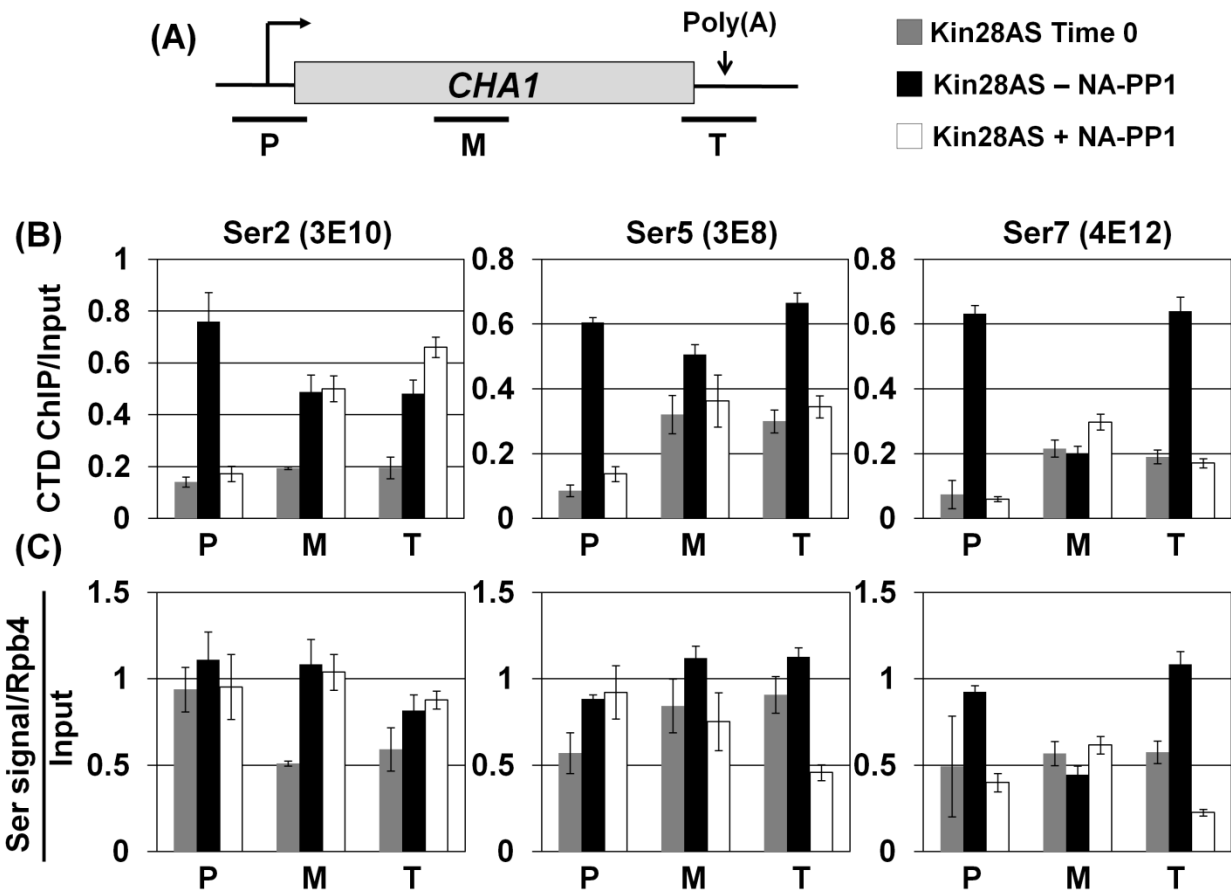 (A)
Poly(A)
CHA1
P M T
Kin28AS Time 0
Kin28AS – NA-PP1
Kin28AS + NA-PP1
(B)
Ser2 (3E10) Ser5 (3E8) Ser7 (4E12)
CTD ChIP/Input
1 0.8 0.6 0.4 0.2 0
0.8 0.6 0.4 0.2 0
0.8 0.6 0.4 0.2 0
P M T P M T P M T
(C)
Ser signal/Rpb4
Input
1.5 1 0.5 0
1.5 1 0.5 0
1.5 1 0.5 0
P M T P M T P M T